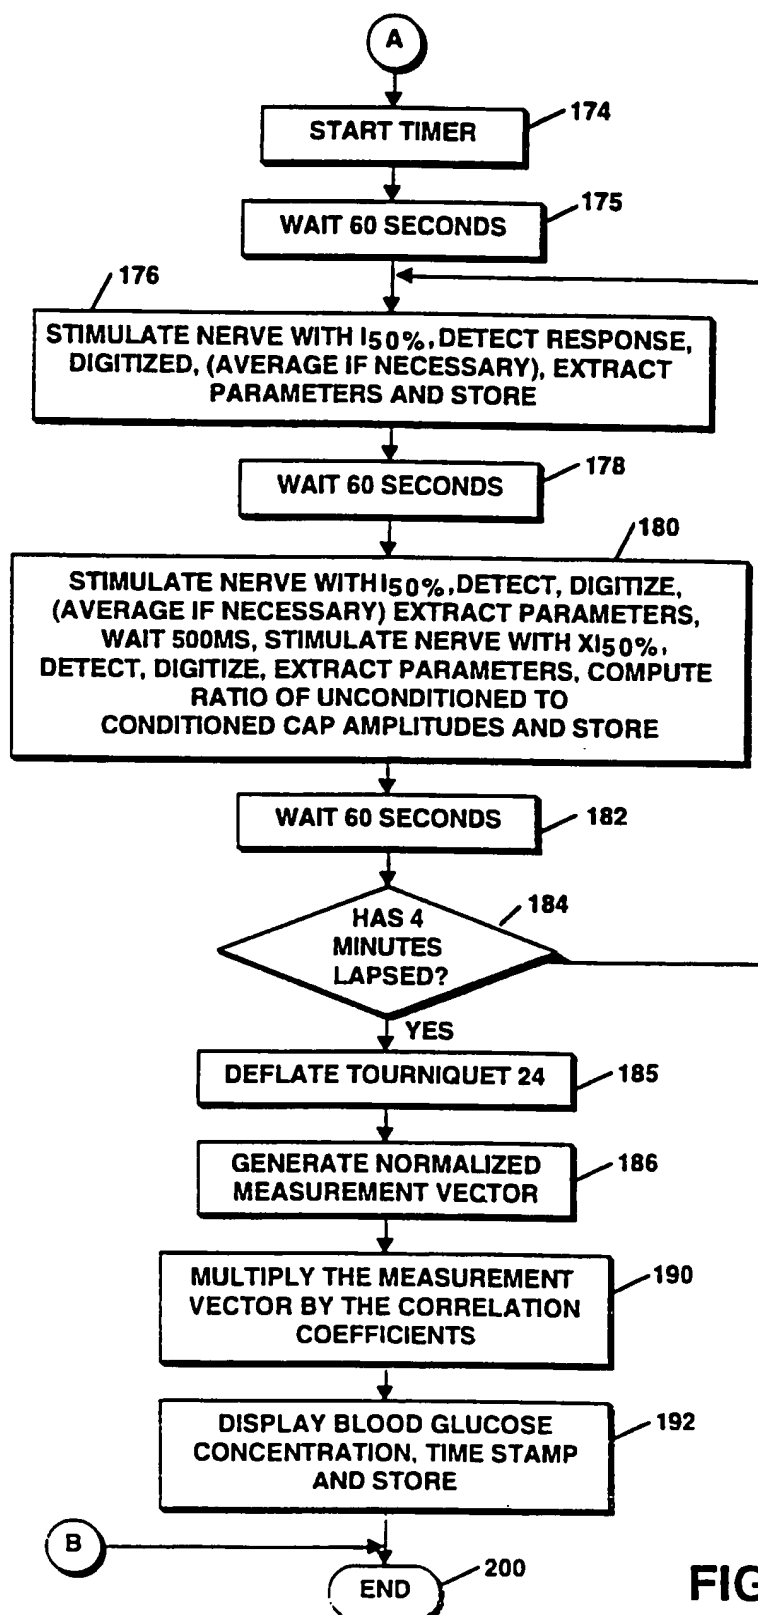 A
START TIMER
174
WAIT 60 SECONDS
175
176
STIMULATE NERVE WITH I50%, DETECT RESPONSE,
DIGITIZED, (AVERAGE IF NECESSARY), EXTRACT
PARAMETERS AND STORE
WAIT 60 SECONDS
178
180
STIMULATE NERVE WITH I50%, DETECT, DIGITIZE,
(AVERAGE IF NECESSARY) EXTRACT PARAMETERS,
WAIT 500MS, STIMULATE NERVE WITH XI50%,
DETECT, DIGITIZE, EXTRACT PARAMETERS, COMPUTE
RATIO OF UNCONDITIONED TO
CONDITIONED CAP AMPLITUDES AND STORE
WAIT 60 SECONDS
182
HAS 4
MINUTES
LAPSED?
184
YES
DEFLATE TOURNIQUET 24
185
GENERATE NORMALIZED
MEASUREMENT VECTOR
186
MULTIPLY THE MEASUREMENT
VECTOR BY THE CORRELATION
COEFFICIENTS
190
DISPLAY BLOOD GLUCOSE
CONCENTRATION, TIME STAMP
AND STORE
192
B
END
200
FIG